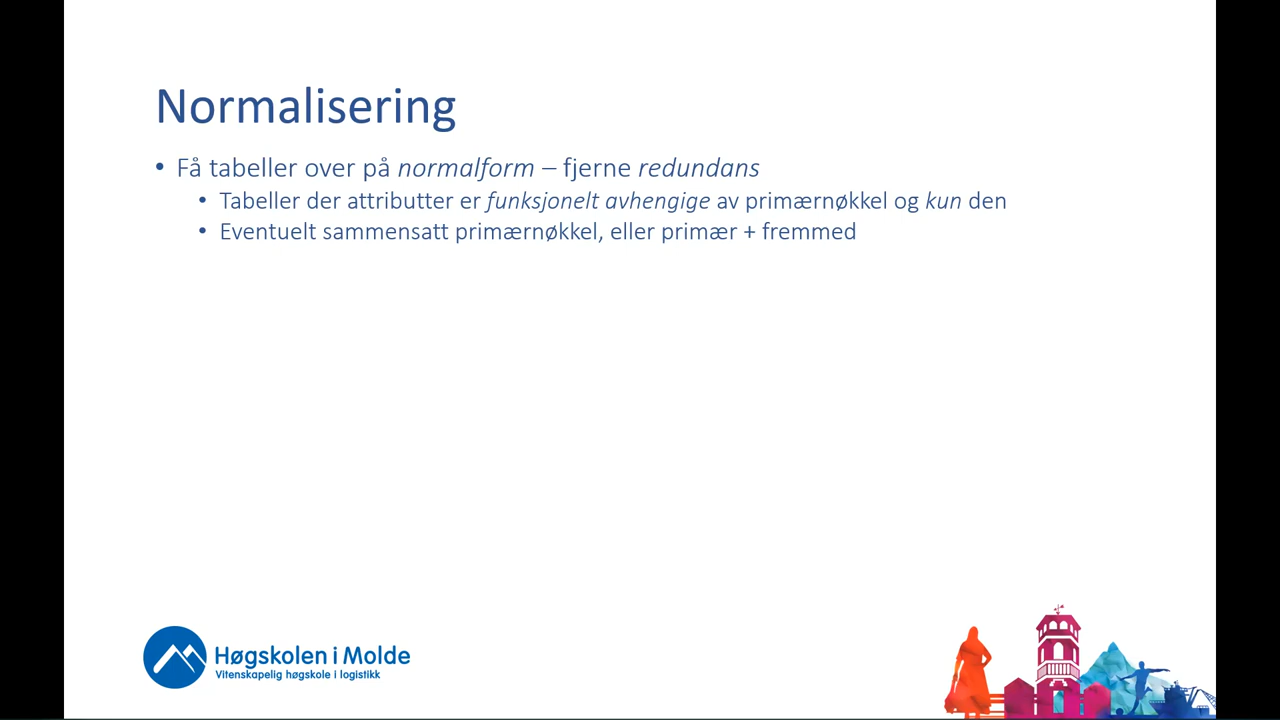 Normalisering
• Få tabeller over på normalform – fjerne redundans
• Tabeller der attributter er funksjonelt avhengige av primærnøkkel og kun den
• Eventuelt sammensatt primærnøkkel, eller primær + fremmed
Høgskolen i Molde
Vitenskapelig høgskole i logistikk